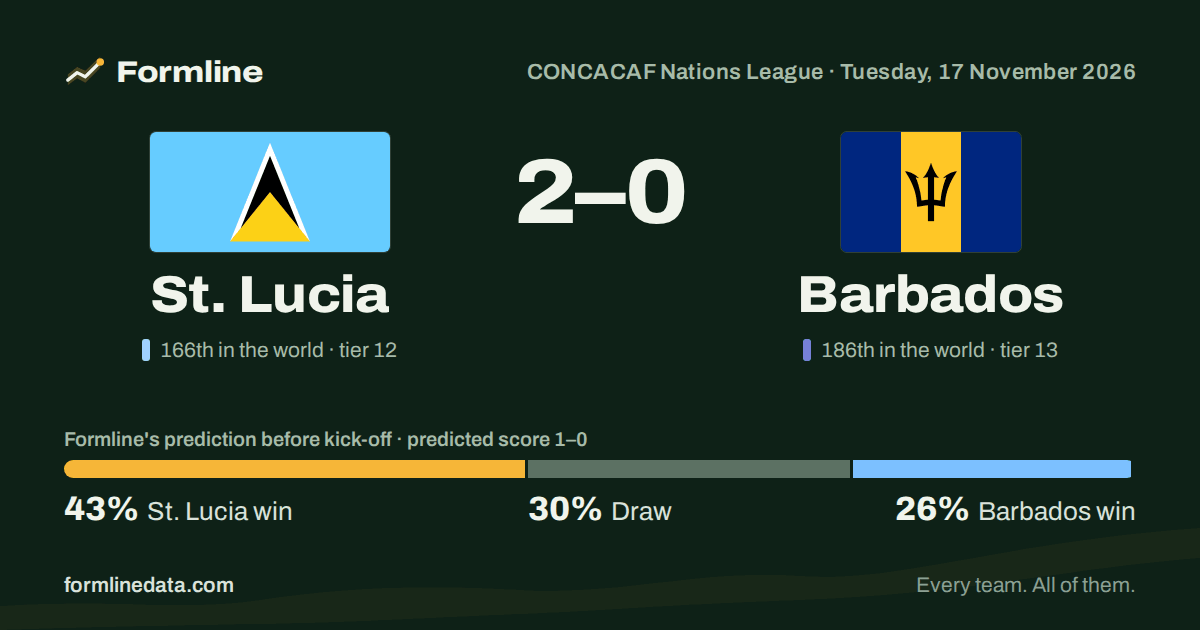 Formline
CONCACAF Nations League · Tuesday, 17 November 2026
2–0
St. Lucia
Barbados
166th in the world · tier 12
186th in the world · tier 13
Formline's prediction before kick-off · predicted score 1–0
43% St. Lucia win
30% Draw
26% Barbados win
formlinedata.com
Every team. All of them.